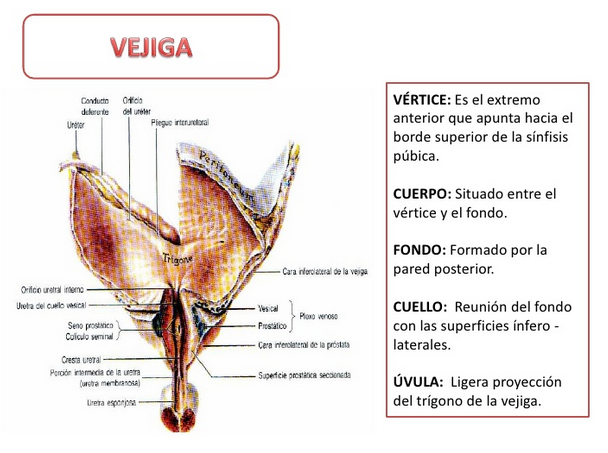 VEJIGA
Conducto
deferente
Orificio
del uréter
Uréter
Pliegue interureteral
Peritoneo
Trígono
Cara inferolateral de la vejiga
Orificio uretral interno
Uretra del cuello vesical
Vesical
Prostático
Plexo venoso
Seno prostático
Colículo seminal
Cara inferolateral de la próstata
Cresta uretral
Porción intermedia de la uretra
(uretra membranosa)
Superficie prostática seccionada
Uretra esponjosa
VÉRTICE: Es el extremo
anterior que apunta hacia el
borde superior de la sínfisis
púbica.
CUERPO: Situado entre el
vértice y el fondo.
FONDO: Formado por la
pared posterior.
CUELLO: Reunión del fondo
con las superficies ínfero -
laterales.
ÚVULA: Ligera proyección
del trígono de la vejiga.